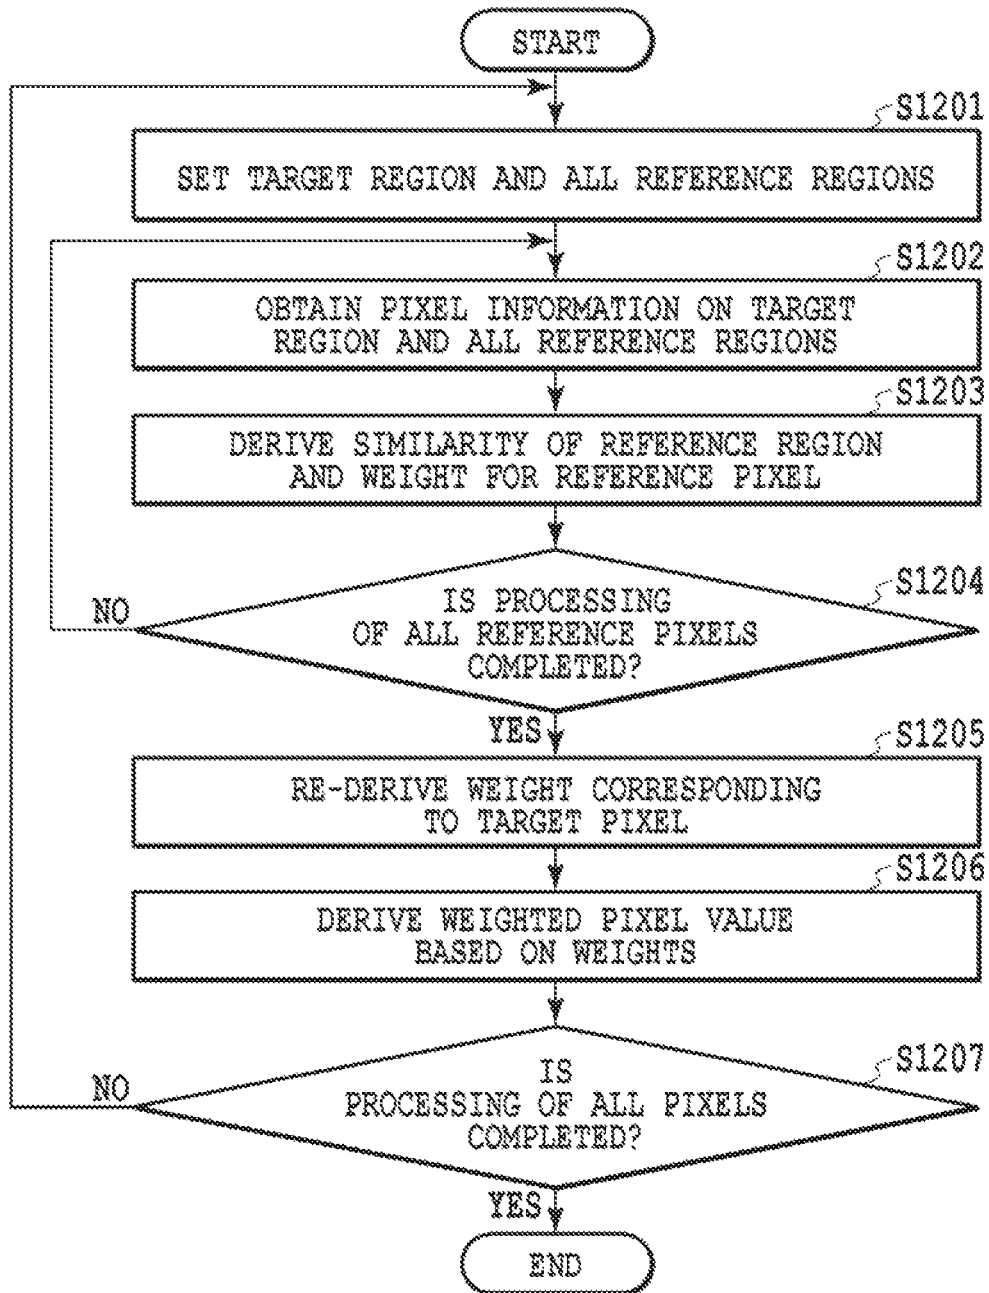 START
S1201
SET TARGET REGION AND ALL REFERENCE REGIONS
S1202
OBTAIN PIXEL INFORMATION ON TARGET
REGION AND ALL REFERENCE REGIONS
S1203
DERIVE SIMILARITY OF REFERENCE REGION
AND WEIGHT FOR REFERENCE PIXEL
S1204
NO
IS PROCESSING
OF ALL REFERENCE PIXELS
COMPLETED?
YES
S1205
RE-DERIVE WEIGHT CORRESPONDING
TO TARGET PIXEL
S1206
DERIVE WEIGHTED PIXEL VALUE
BASED ON WEIGHTS
S1207
NO
IS
PROCESSING OF ALL PIXELS
COMPLETED?
YES
END